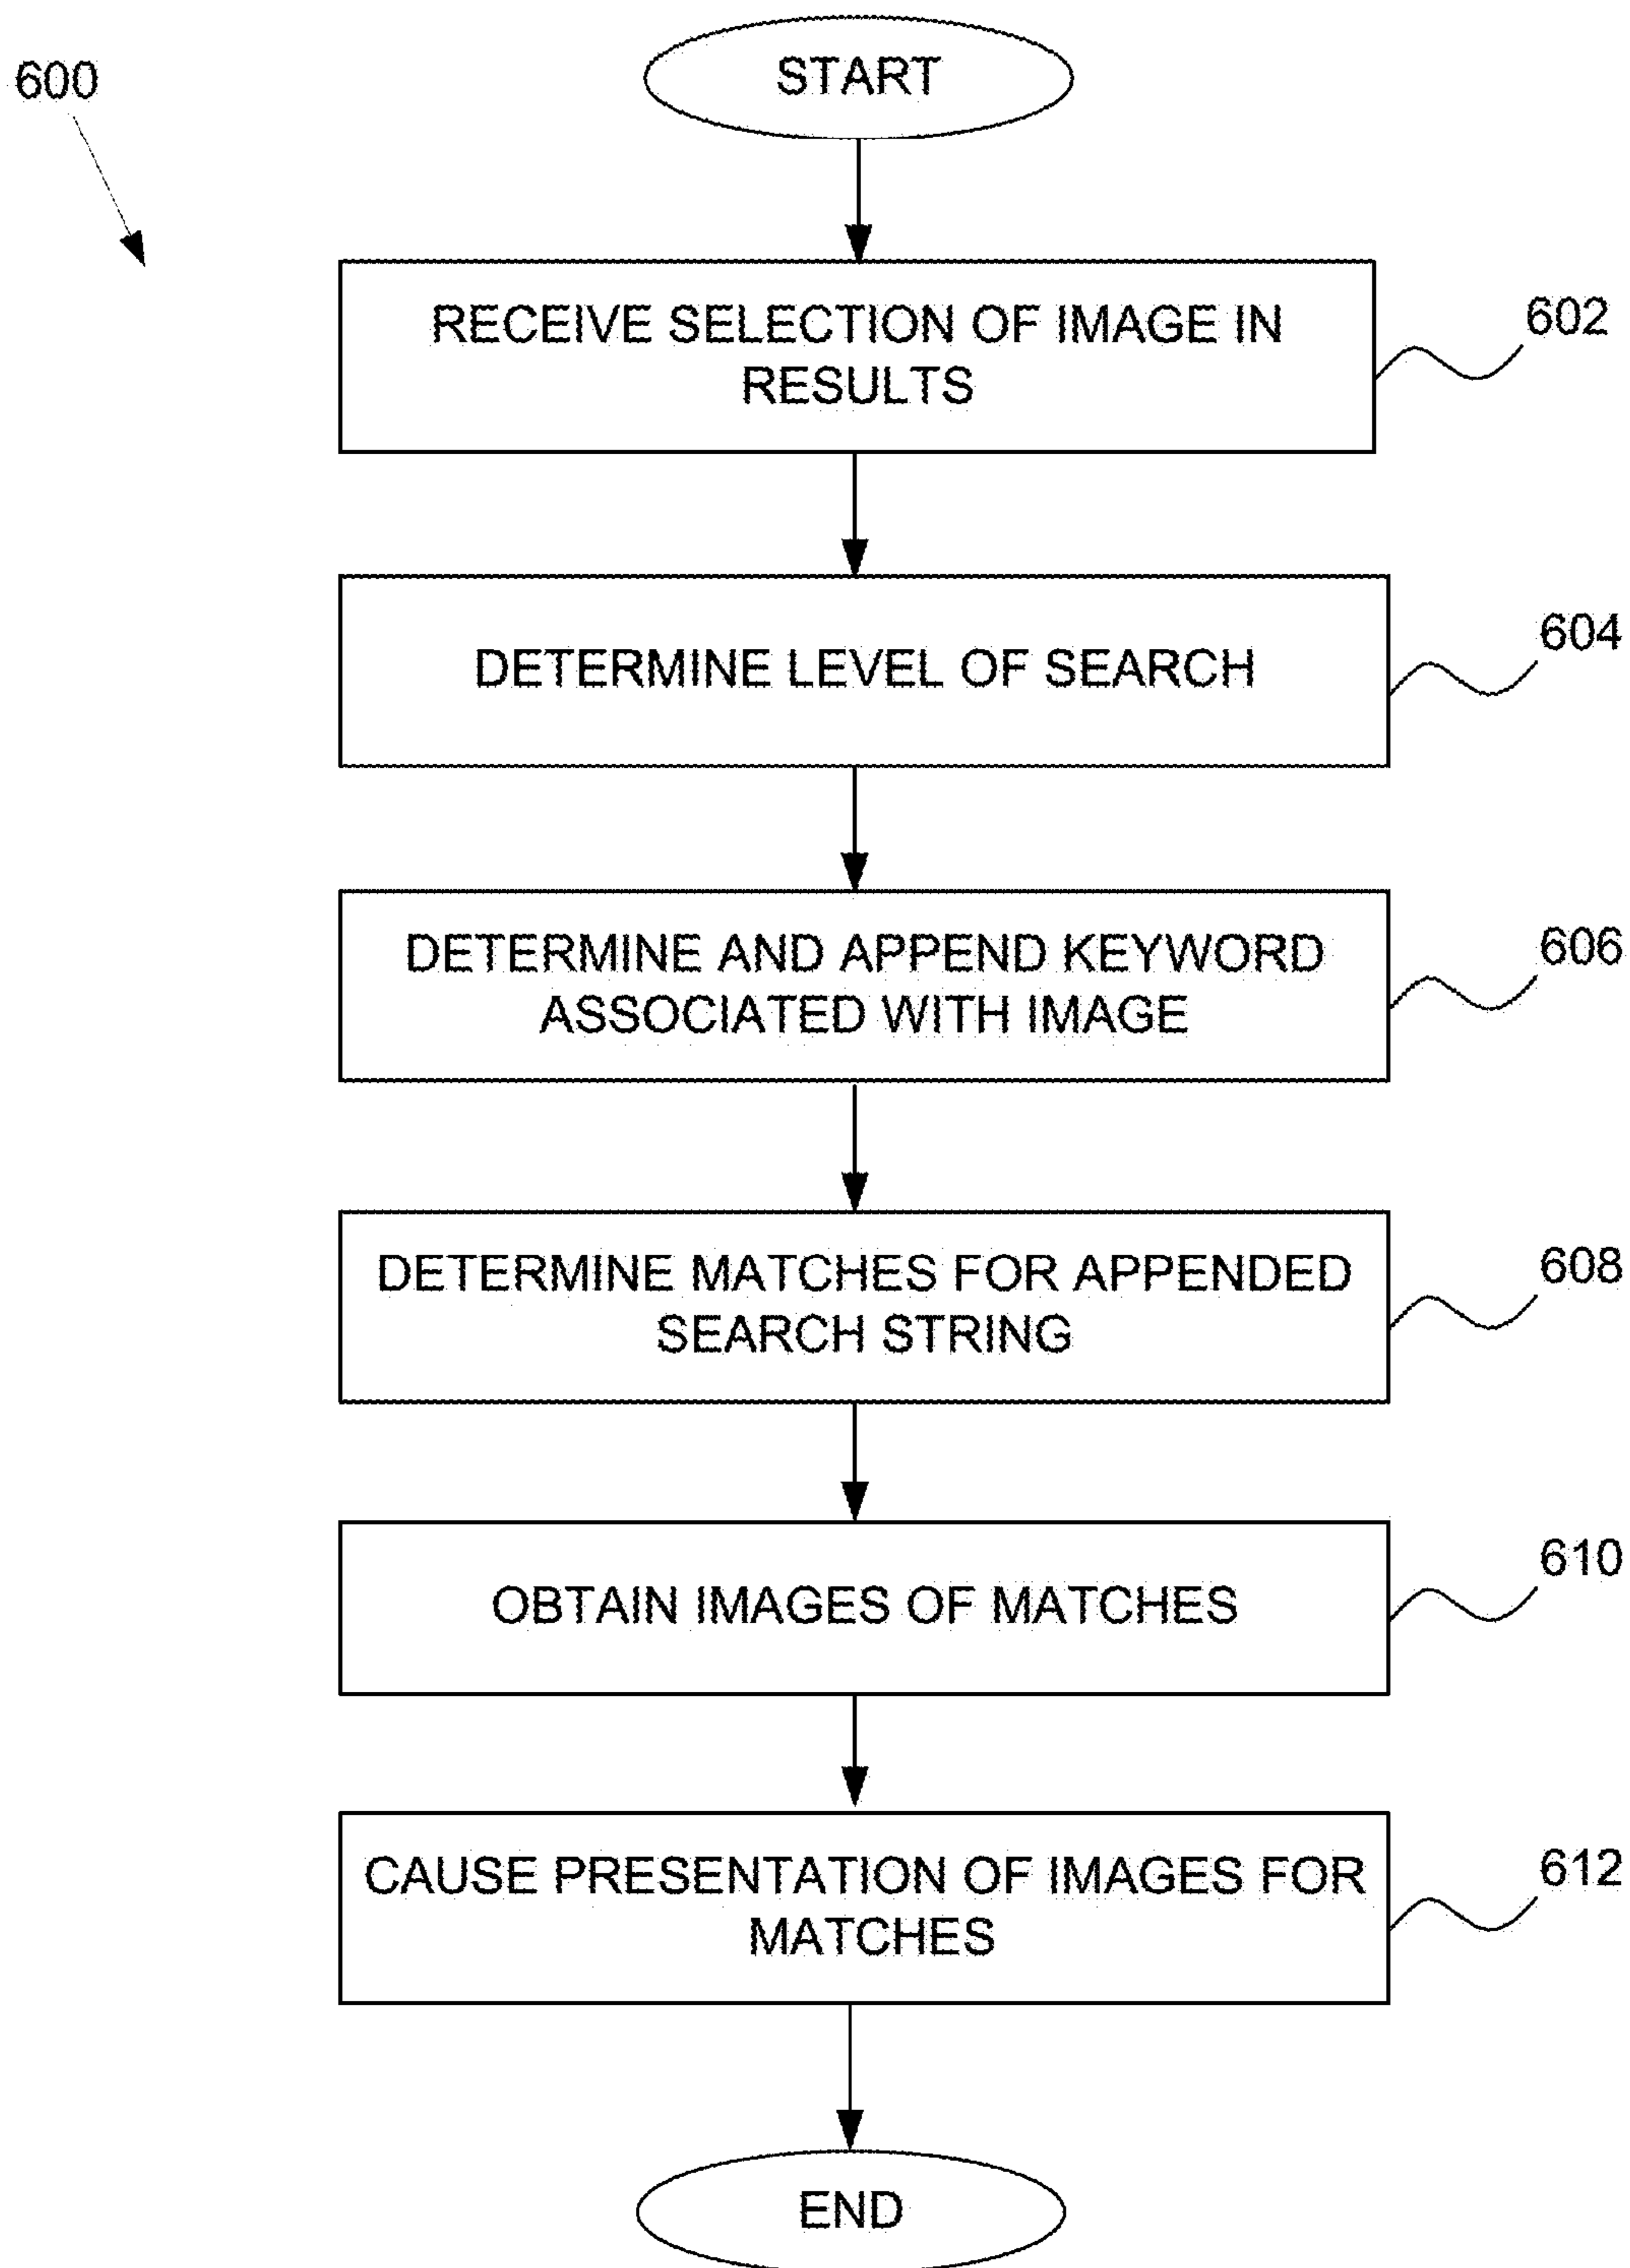 600
START
RECEIVE SELECTION OF IMAGE IN
RESULTS
602
DETERMINE LEVEL OF SEARCH
604
DETERMINE AND APPEND KEYWORD
ASSOCIATED WITH IMAGE
606
DETERMINE MATCHES FOR APPENDED
SEARCH STRING
608
OBTAIN IMAGES OF MATCHES
610
CAUSE PRESENTATION OF IMAGES FOR
MATCHES
612
END